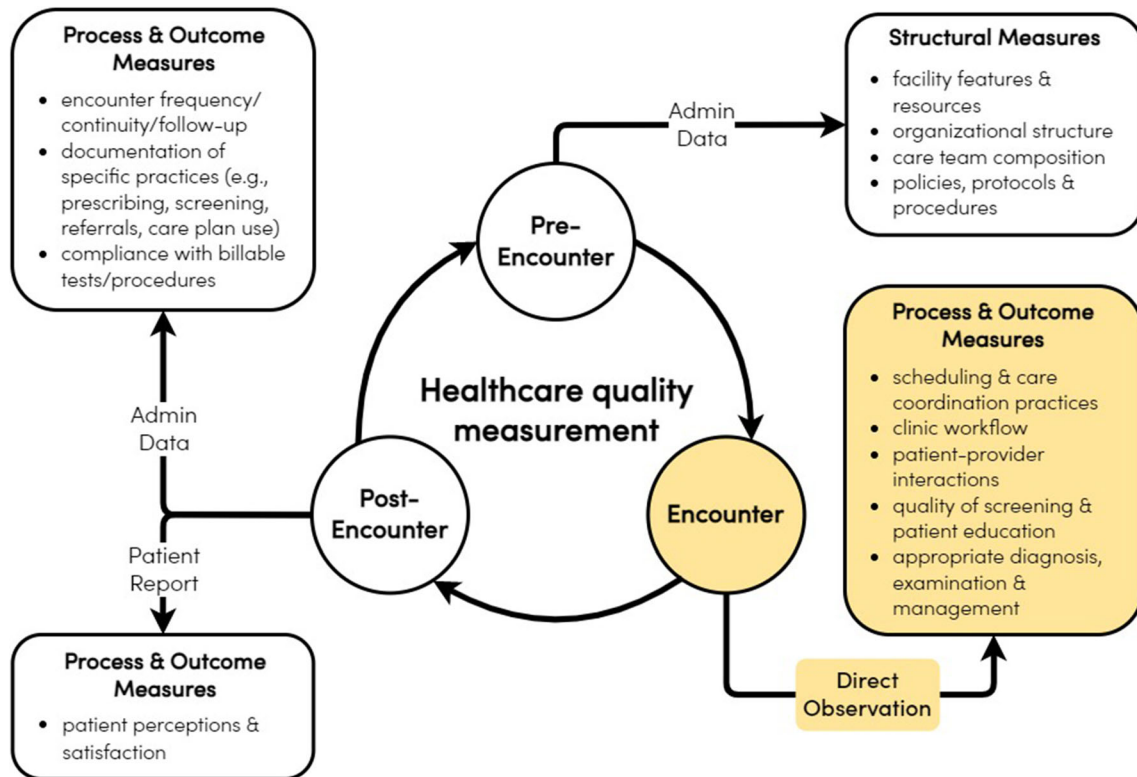 Process & Outcome
Measures
• encounter frequency/
continuity/follow-up
• documentation of
specific practices (e.g.,
prescribing, screening,
referrals, care plan use)
• compliance with billable
tests/procedures
Admin
Data
Structural Measures
• facility features &
resources
• organizational structure
• care team composition
• policies, protocols &
procedures
Pre-
Encounter
Healthcare quality
measurement
Process & Outcome
Measures
• scheduling & care
coordination practices
• clinic workflow
• patient-provider
interactions
• quality of screening &
patient education
• appropriate diagnosis,
examination &
management
Admin
Data
Post-
Encounter
Encounter
Patient
Report
Direct
Observation
Process & Outcome
Measures
• patient perceptions &
satisfaction